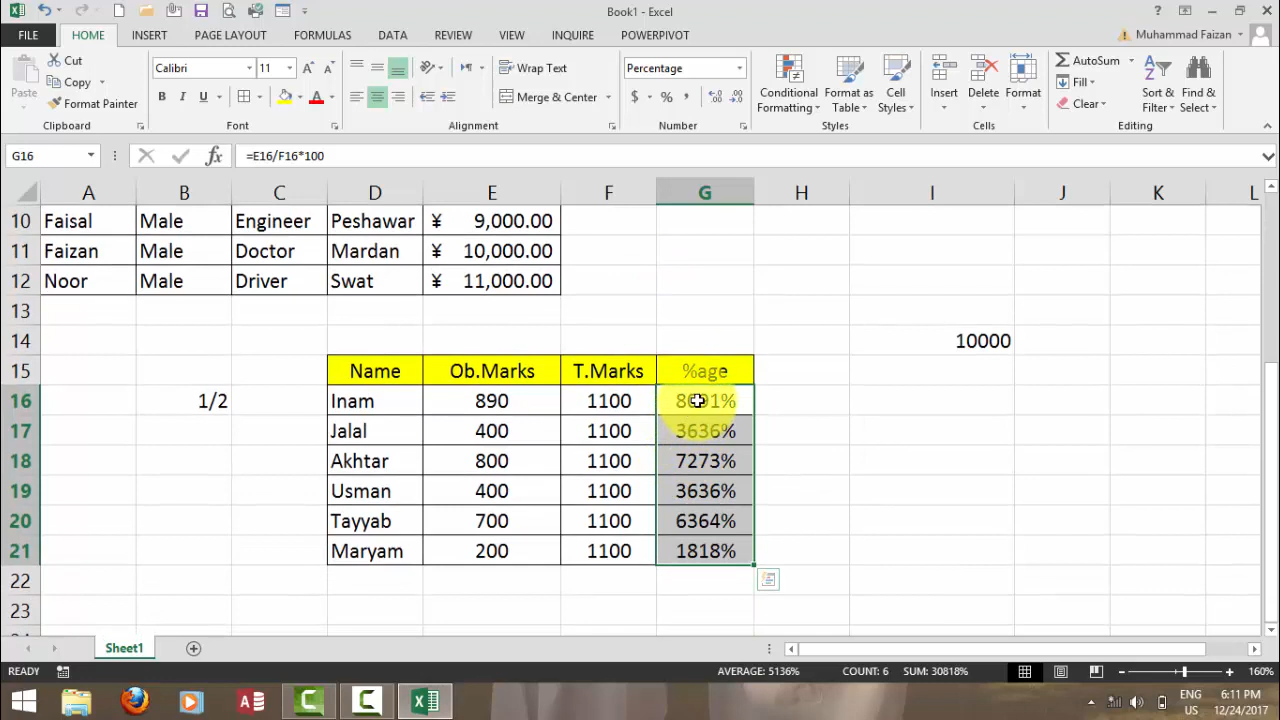 Book1 - Excel
FILE HOME INSERT PAGE LAYOUT FORMULAS DATA REVIEW VIEW INQUIRE POWERPIVOT Muhammad Faizan
Paste Cut Copy Format Painter Clipboard
Calibri 11 B I U A Font
Wrap Text Merge & Center Alignment
Percentage $ % , Number
Conditional Formatting Format as Table Cell Styles Styles
Insert Delete Format Cells
AutoSum Fill Clear Sort & Filter Find & Select Editing
G16 fx =E16/F16*100
A B C D E F G H I J K L
10 Faisal Male Engineer Peshawar ¥ 9,000.00
11 Faizan Male Doctor Mardan ¥ 10,000.00
12 Noor Male Driver Swat ¥ 11,000.00
13
14 10000
15 Name Ob.Marks T.Marks %age
16 1/2 Inam 890 1100 8091%
17 Jalal 400 1100 3636%
18 Akhtar 800 1100 7273%
19 Usman 400 1100 3636%
20 Tayyab 700 1100 6364%
21 Maryam 200 1100 1818%
22
23
Sheet1
READY AVERAGE: 5136% COUNT: 6 SUM: 30818% 160%
ENG 6:11 PM
US 12/24/2017